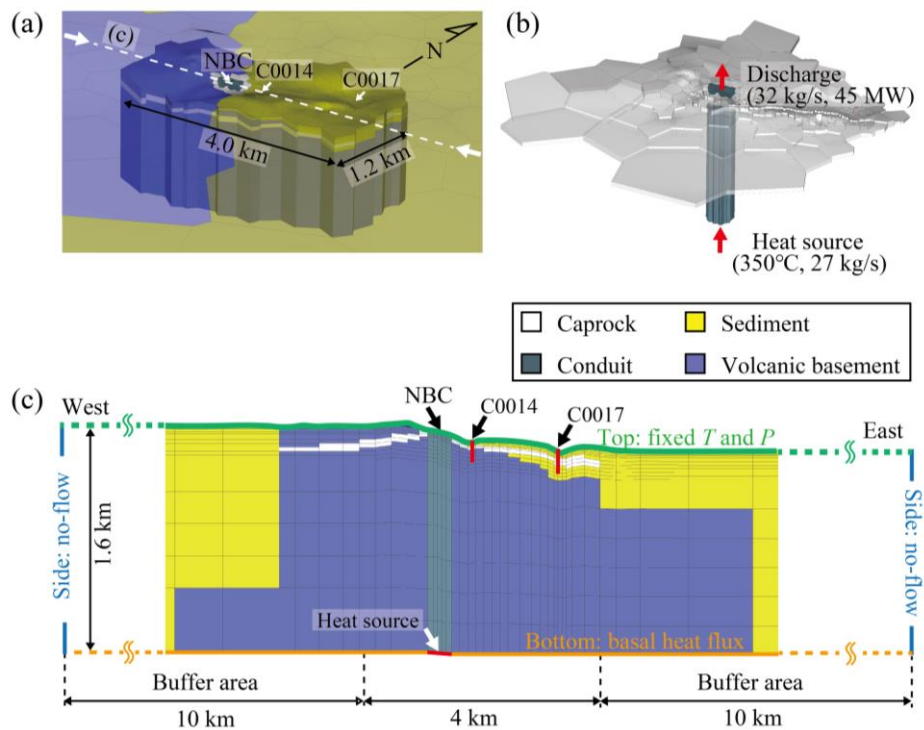 (a)
(c)
NBC
C0014
C0017
N
4.0 km
1.2 km
(b)
Discharge
(32 kg/s, 45 MW)
Heat source
(350℃, 27 kg/s)
Caprock
Sediment
Conduit
Volcanic basement
(c)
West
NBC
C0014
C0017
Top: fixed T and P
East
Side: no-flow
1.6 km
Side: no-flow
Heat source
Bottom: basal heat flux
Buffer area
Buffer area
10 km
4 km
10 km